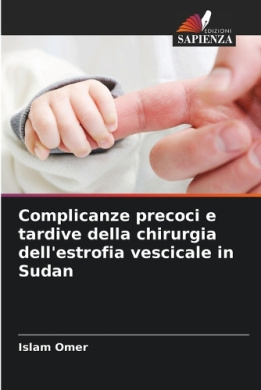 EDIZIONI
SAPIENZA
Complicanze precoci e
tardive della chirurgia
dell'estrofia vescicale in
Sudan
Islam Omer